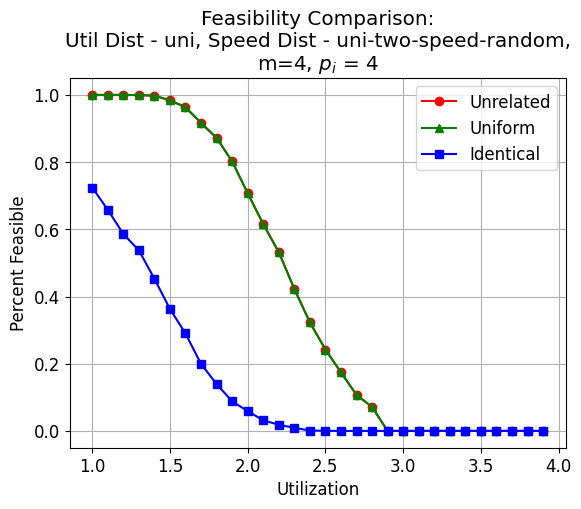 Feasibility Comparison:
Util Dist - uni, Speed Dist - uni-two-speed-random,
m=4, p_i = 4
Unrelated
Uniform
Identical
Percent Feasible
1.0
0.8
0.6
0.4
0.2
0.0
1.0 1.5 2.0 2.5 3.0 3.5 4.0
Utilization